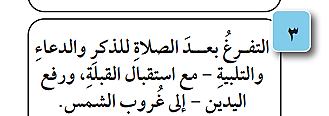 ٣
التفرغُ بعدَ الصلاةِ للذكرِ والدعاءِ
والتلبيةِ – مع استقبالِ القبلةِ، ورفعِ
اليدينِ – إلى غُروبِ الشمسِ.